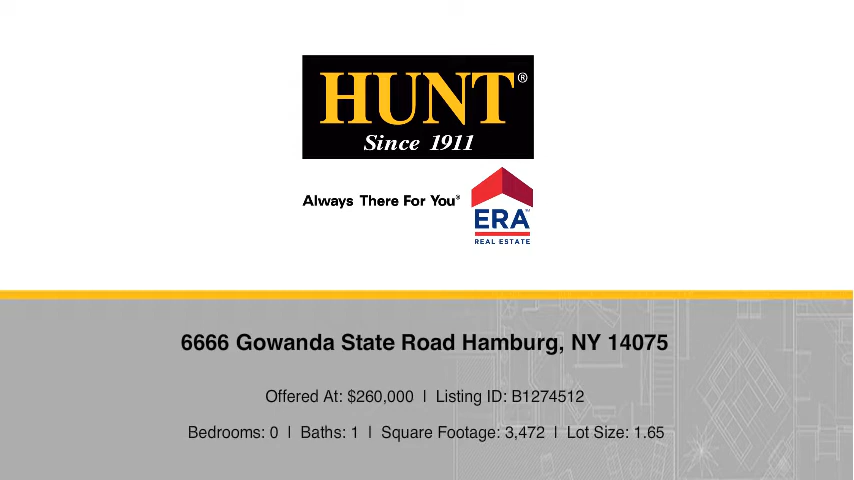 HUNT®
Since 1911
Always There For You®
ERA™
REAL ESTATE
6666 Gowanda State Road Hamburg, NY 14075
Offered At: $260,000 | Listing ID: B1274512
Bedrooms: 0 | Baths: 1 | Square Footage: 3,472 | Lot Size: 1.65